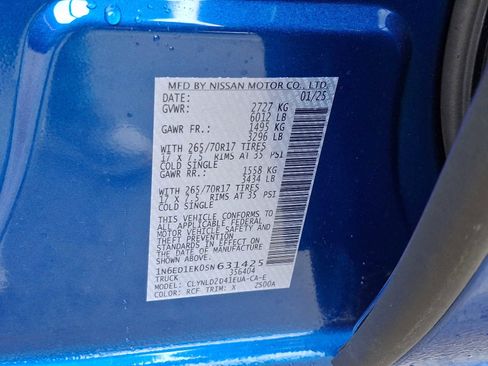 MFD BY NISSAN MOTOR CO., LTD.
DATE: 01/25
GVWR: 2727 KG
6012 LB
GAWR FR.: 1495 KG
3296 LB
WITH 265/70R17 TIRES
17 X 7.5 RIMS AT 35 PSI
COLD SINGLE
GAWR RR.: 1558 KG
3434 LB
WITH 265/70R17 TIRES
17 X 7.5 RIMS AT 35 PSI
COLD SINGLE
THIS VEHICLE CONFORMS TO
ALL APPLICABLE FEDERAL
MOTOR VEHICLE SAFETY AND
THEFT PREVENTION
STANDARDS IN EFFECT ON
THE DATE OF MANUFACTURE
SHOWN ABOVE.
1N6ED1EK0SN631425
TRUCK 356404
MODEL: CLYNLD2D41EUA-CA-E
COLOR: RCF TRIM: X 2500A